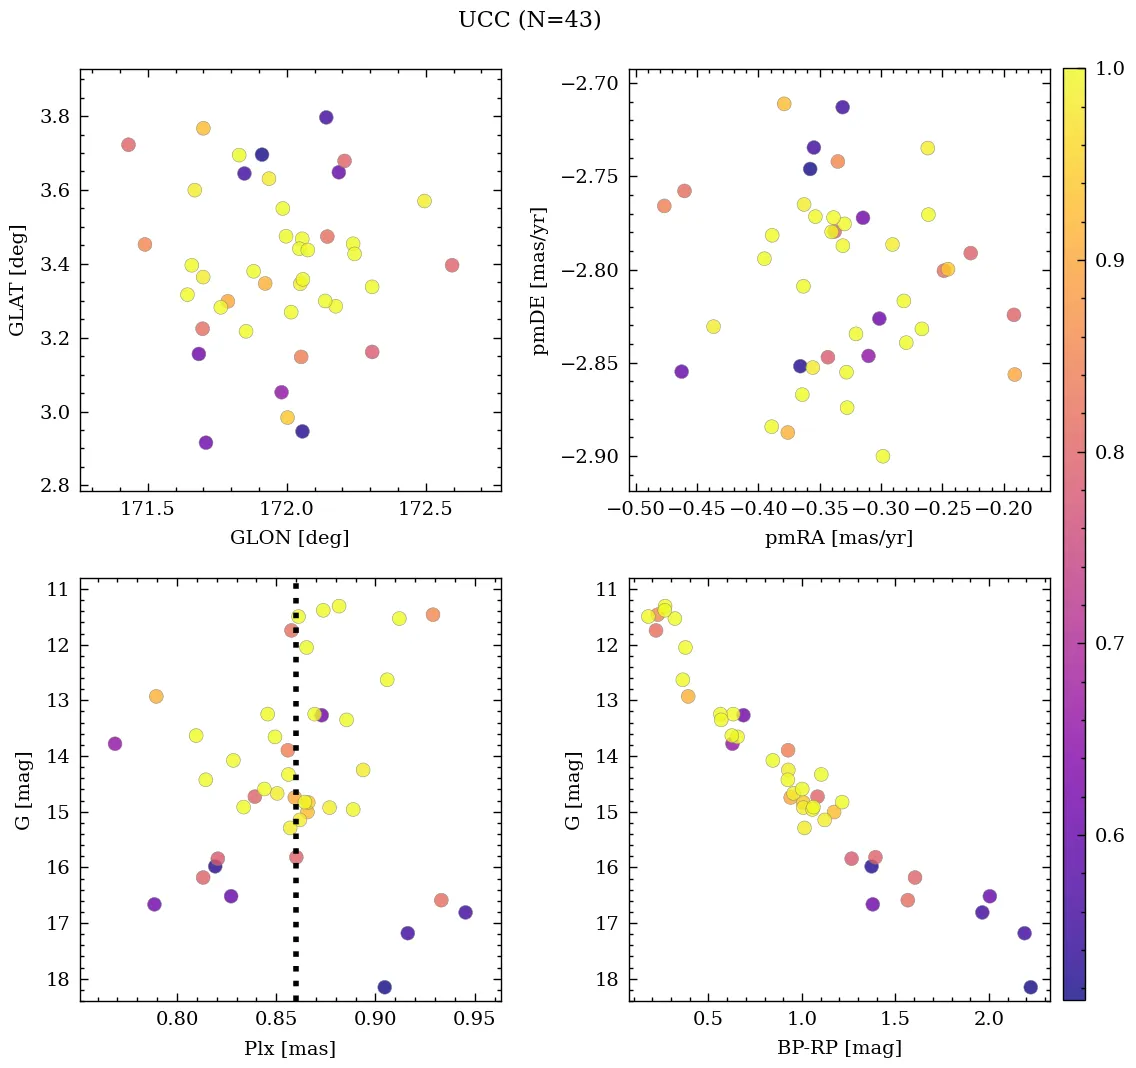 UCC (N=43)
3.8
3.6
3.4
3.2
3.0
2.8
GLAT [deg]
171.5 172.0 172.5
GLON [deg]
−2.70
−2.75
−2.80
−2.85
−2.90
pmDE [mas/yr]
−0.50 −0.45 −0.40 −0.35 −0.30 −0.25 −0.20
pmRA [mas/yr]
1.0
0.9
0.8
0.7
0.6
11
12
13
14
15
16
17
18
G [mag]
0.80 0.85 0.90 0.95
Plx [mas]
11
12
13
14
15
16
17
18
G [mag]
0.5 1.0 1.5 2.0
BP-RP [mag]